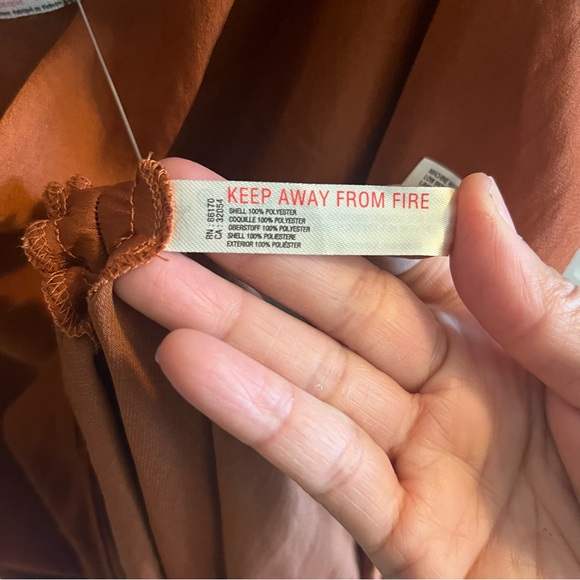 KEEP AWAY FROM FIRE
SHELL 100% POLYESTER
COQUILLE 100% POLYESTER
OBERSTOFF 100% POLYESTER
SHELL 100% POLIESTERE
EXTERIOR 100% POLIÉSTER
RN : 66170
CA : 32054